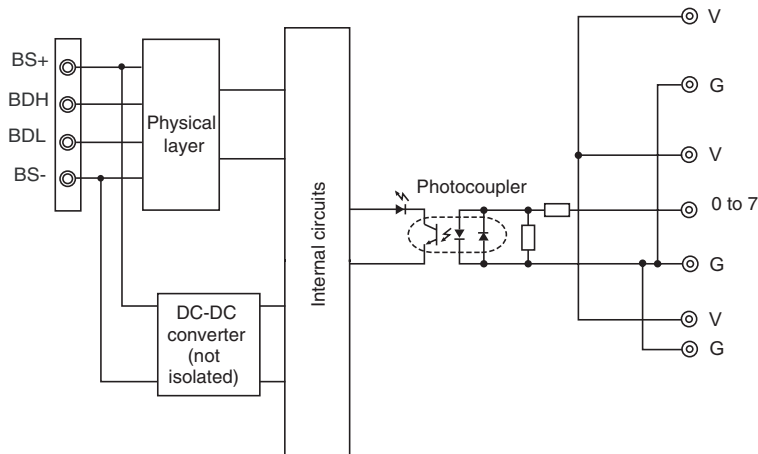 BS+
BDH
BDL
BS-
Physical
layer
DC-DC
converter
(not
isolated)
Internal circuits
Photocoupler
V
G
V
0 to 7
G
V
G